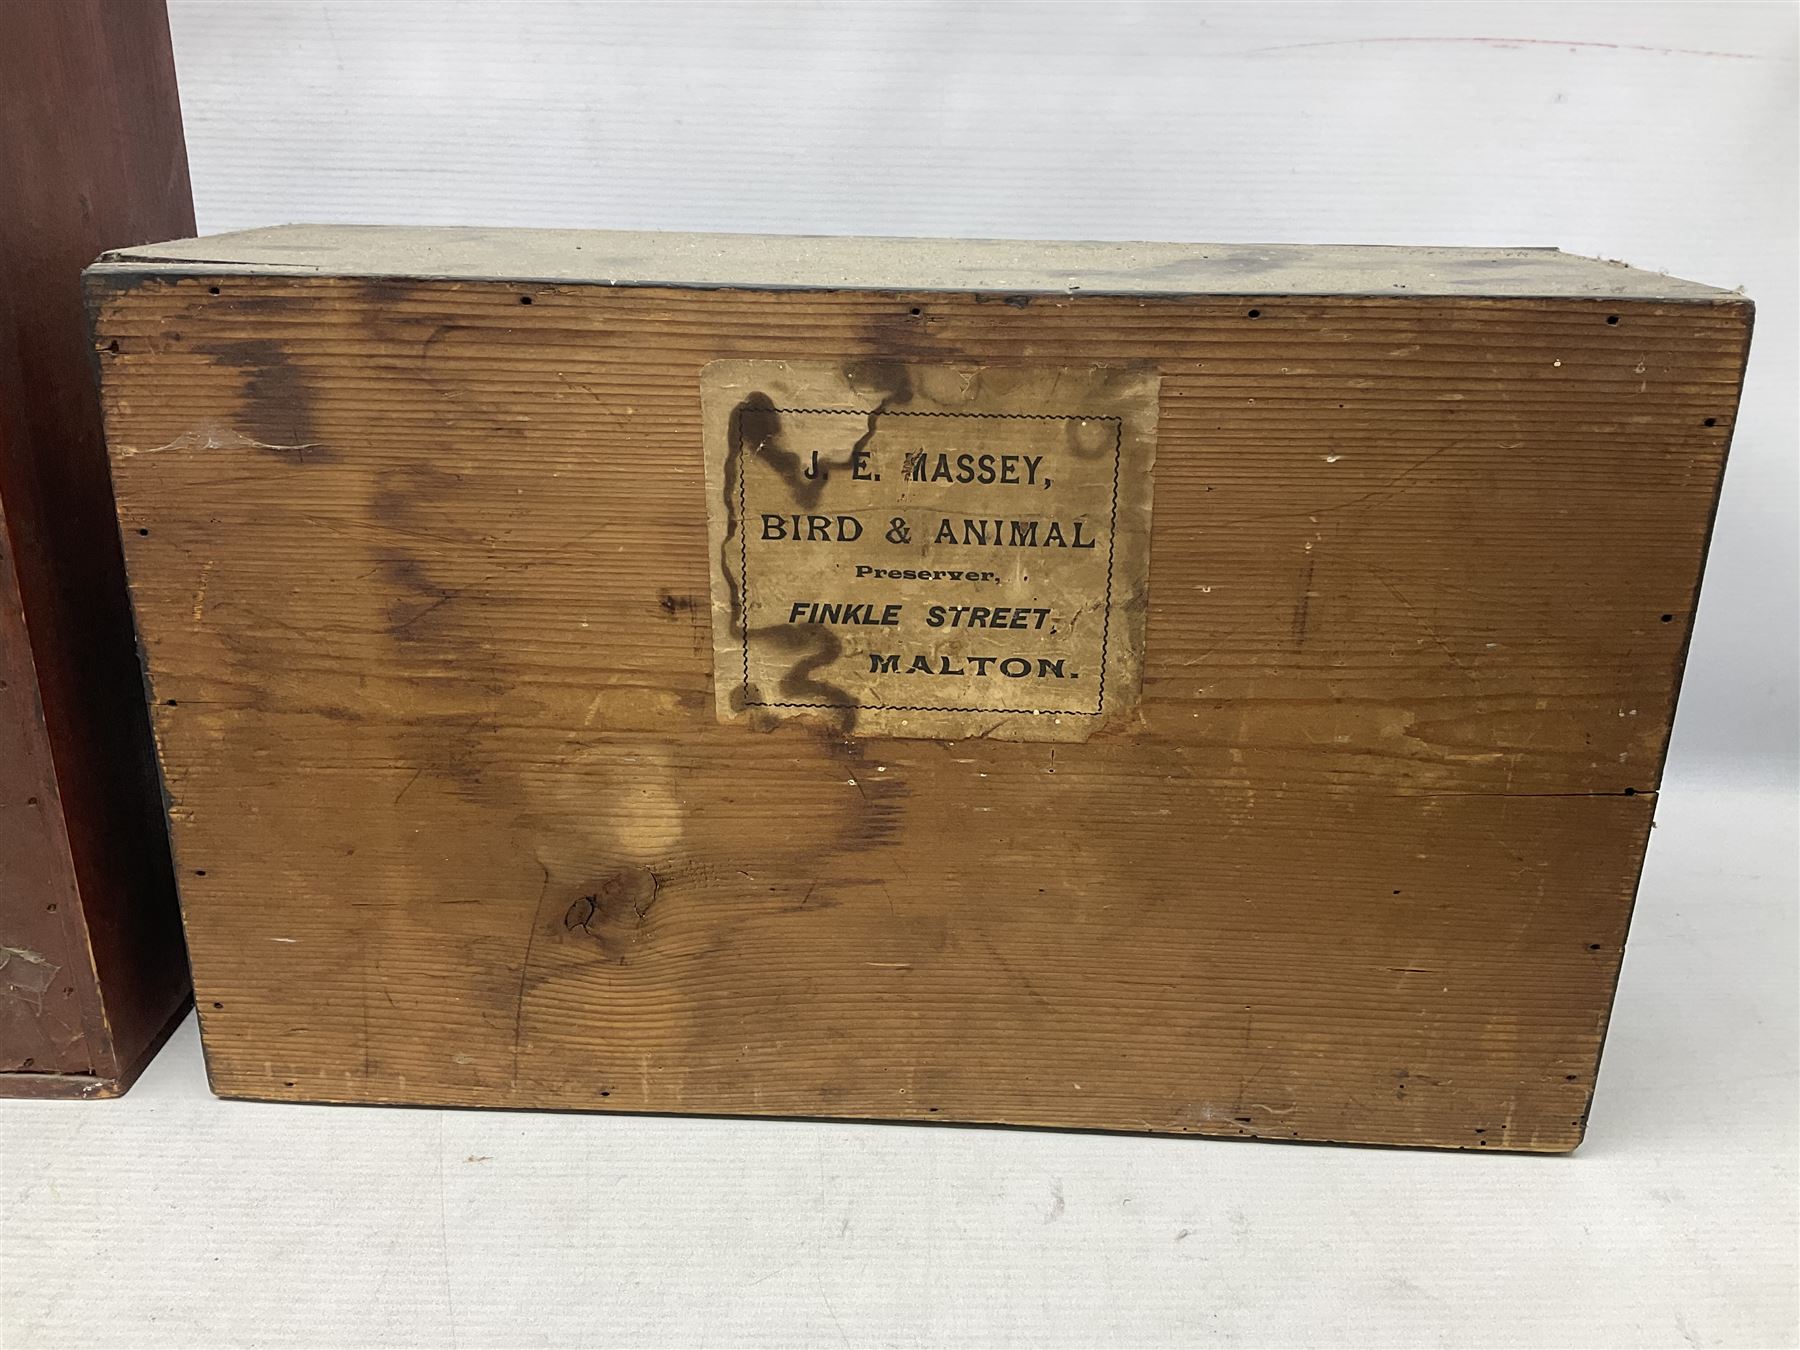 J. E. MASSEY,
BIRD & ANIMAL
Preserver,
FINKLE STREET,
MALTON.